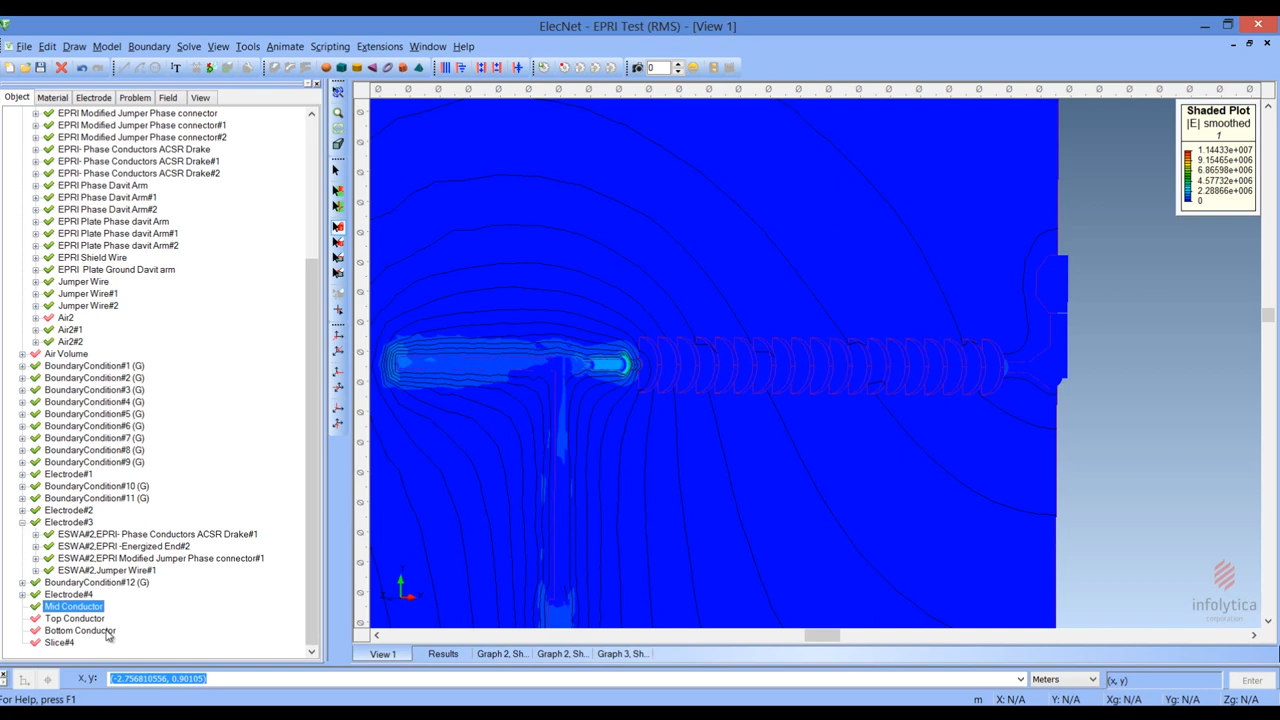 ElecNet - EPRI Test (RMS) - [View 1]
File Edit Draw Model Boundary Solve View Tools Animate Scripting Extensions Window Help
0
Object Material Electrode Problem Field View
EPRI Modified Jumper Phase connector
EPRI Modified Jumper Phase connector#1
EPRI Modified Jumper Phase connector#2
EPRI- Phase Conductors ACSR Drake
EPRI- Phase Conductors ACSR Drake#1
EPRI- Phase Conductors ACSR Drake#2
EPRI Phase Davit Arm
EPRI Phase Davit Arm#1
EPRI Phase Davit Arm#2
EPRI Plate Phase davit Arm
EPRI Plate Phase davit Arm#1
EPRI Plate Phase davit Arm#2
EPRI Shield Wire
EPRI Plate Ground Davit arm
Jumper Wire
Jumper Wire#1
Jumper Wire#2
Air2
Air2#1
Air2#2
Air Volume
BoundaryCondition#1 (G)
BoundaryCondition#2 (G)
BoundaryCondition#3 (G)
BoundaryCondition#4 (G)
BoundaryCondition#5 (G)
BoundaryCondition#6 (G)
BoundaryCondition#7 (G)
BoundaryCondition#8 (G)
BoundaryCondition#9 (G)
Electrode#1
BoundaryCondition#10 (G)
BoundaryCondition#11 (G)
Electrode#2
Electrode#3
ESWA#2,EPRI- Phase Conductors ACSR Drake#1
ESWA#2,EPRI -Energized End#2
ESWA#2,EPRI Modified Jumper Phase connector#1
ESWA#2,Jumper Wire#1
BoundaryCondition#12 (G)
Electrode#4
Mid Conductor
Top Conductor
Bottom Conductor
Slice#4
Shaded Plot
|E| smoothed
1
1.14433e+007
9.15465e+006
6.86598e+006
4.57732e+006
2.28866e+006
0
infolytica
corporation
View 1 Results Graph 2, Sh... Graph 2, Sh... Graph 3, Sh...
x, y: (-2.756810556, 0.90105) Meters (x, y) Enter
For Help, press F1 m X: N/A Y: N/A Xg: N/A Yg: N/A Zg: N/A